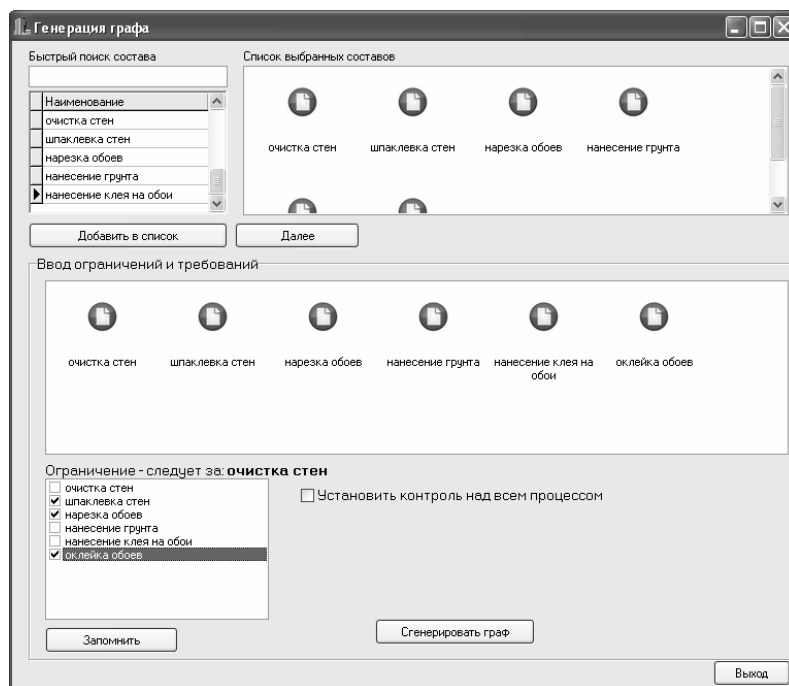 Генерация графа
Быстрый поиск состава
Список выбранных составов
Наименование
очистка стен
шпаклевка стен
нарезка обоев
нанесение грунта
нанесение клея на обои
очистка стен
шпаклевка стен
нарезка обоев
нанесение грунта
Добавить в список
Далее
Ввод ограничений и требований
очистка стен
шпаклевка стен
нарезка обоев
нанесение грунта
нанесение клея на
обои
оклейка обоев
Ограничение - следует за: очистка стен
очистка стен
шпаклевка стен
нарезка обоев
нанесение грунта
нанесение клея на обои
оклейка обоев
Установить контроль над всем процессом
Запомнить
Сгенерировать граф
Выход